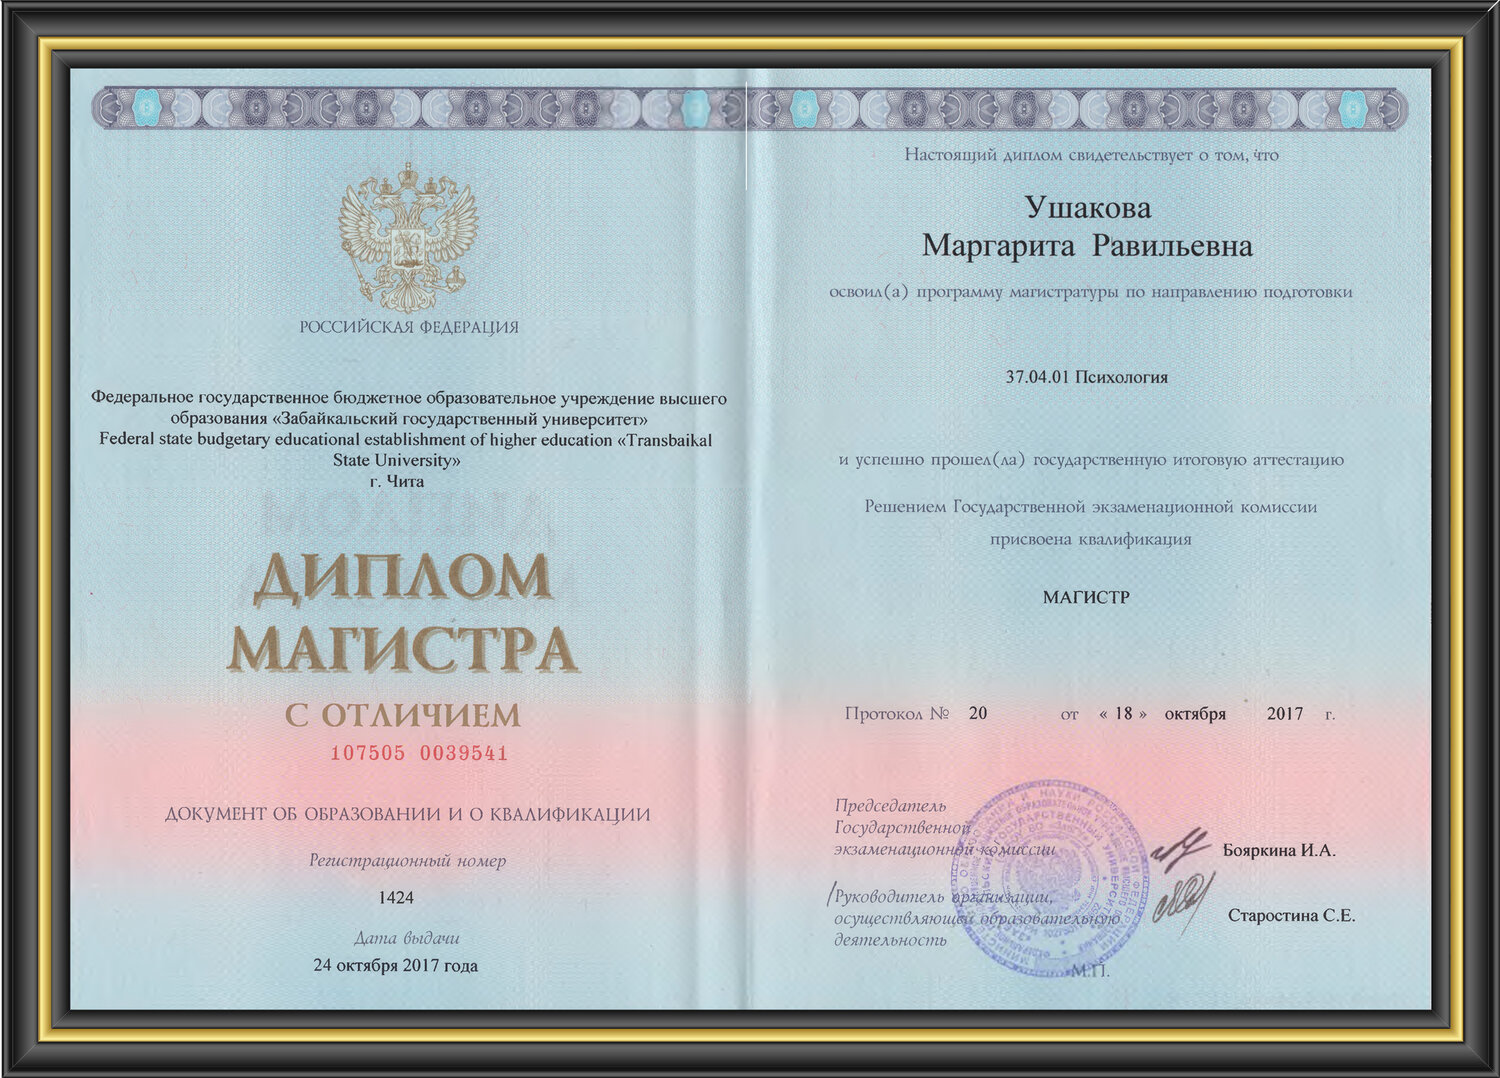 РОССИЙСКАЯ ФЕДЕРАЦИЯ
Федеральное государственное бюджетное образовательное учреждение высшего
образования «Забайкальский государственный университет»
Federal state budgetary educational establishment of higher education «Transbaikal
State University»
г. Чита
ДИПЛОМ
МАГИСТРА
С ОТЛИЧИЕМ
107505 0039541
ДОКУМЕНТ ОБ ОБРАЗОВАНИИ И О КВАЛИФИКАЦИИ
Регистрационный номер
1424
Дата выдачи
24 октября 2017 года
Настоящий диплом свидетельствует о том, что
Ушакова
Маргарита Равильевна
освоил(а) программу магистратуры по направлению подготовки
37.04.01 Психология
и успешно прошел(ла) государственную итоговую аттестацию
Решением Государственной экзаменационной комиссии
присвоена квалификация
МАГИСТР
Протокол № 20 от « 18 » октября 2017 г.
Председатель
Государственной
экзаменационной комиссии
Бояркина И.А.
Руководитель организации,
осуществляющей образовательную
деятельность
Старостина С.Е.
М.П.